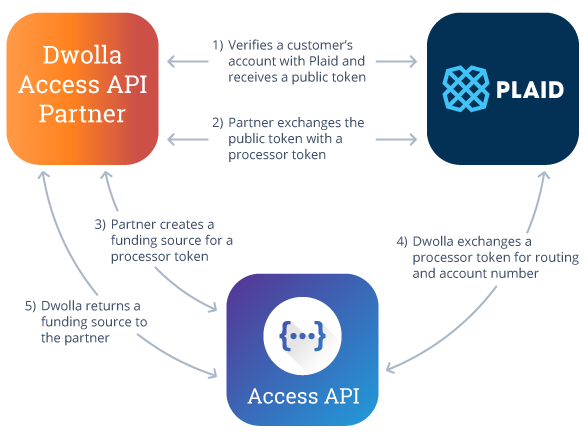 Dwolla
Access API
Partner
1) Verifies a customer's
account with Plaid and
receives a public token
PLAID
2) Partner exchanges the
public token with a
processor token
3) Partner creates a
funding source for a
processor token
4) Dwolla exchanges a
processor token for routing
and account number
5) Dwolla returns a
funding source to
the partner
{•••}
Access API